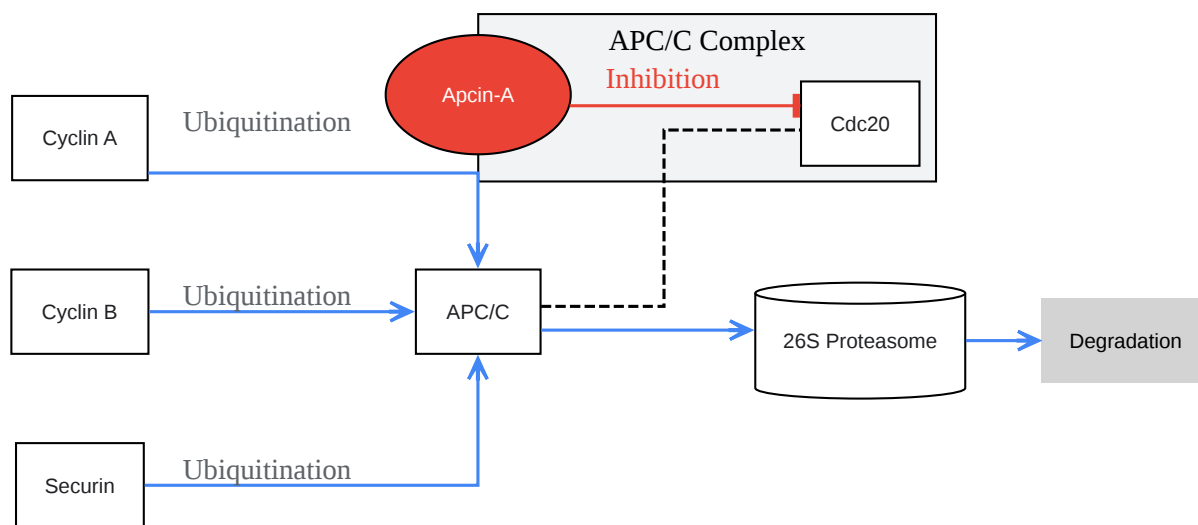 APC/C Complex
Inhibition
Apcin-A
Cdc20
Cyclin A
Ubiquitination
Cyclin B
Ubiquitination
APC/C
26S Proteasome
Degradation
Securin
Ubiquitination